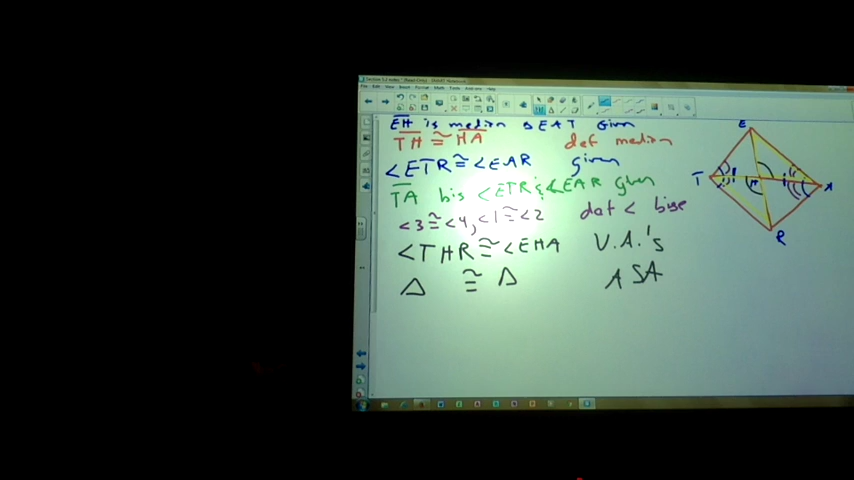 EH is median △EAT Given
TH ≅ HA def median
<ETR ≅ <EAR given
TA bis <ETR & <EAR given
<3 ≅ <4, <1 ≅ <2 def < bise
<THR ≅ <EHA V.A.'s
△ ≅ △ ASA
E
T
A
R